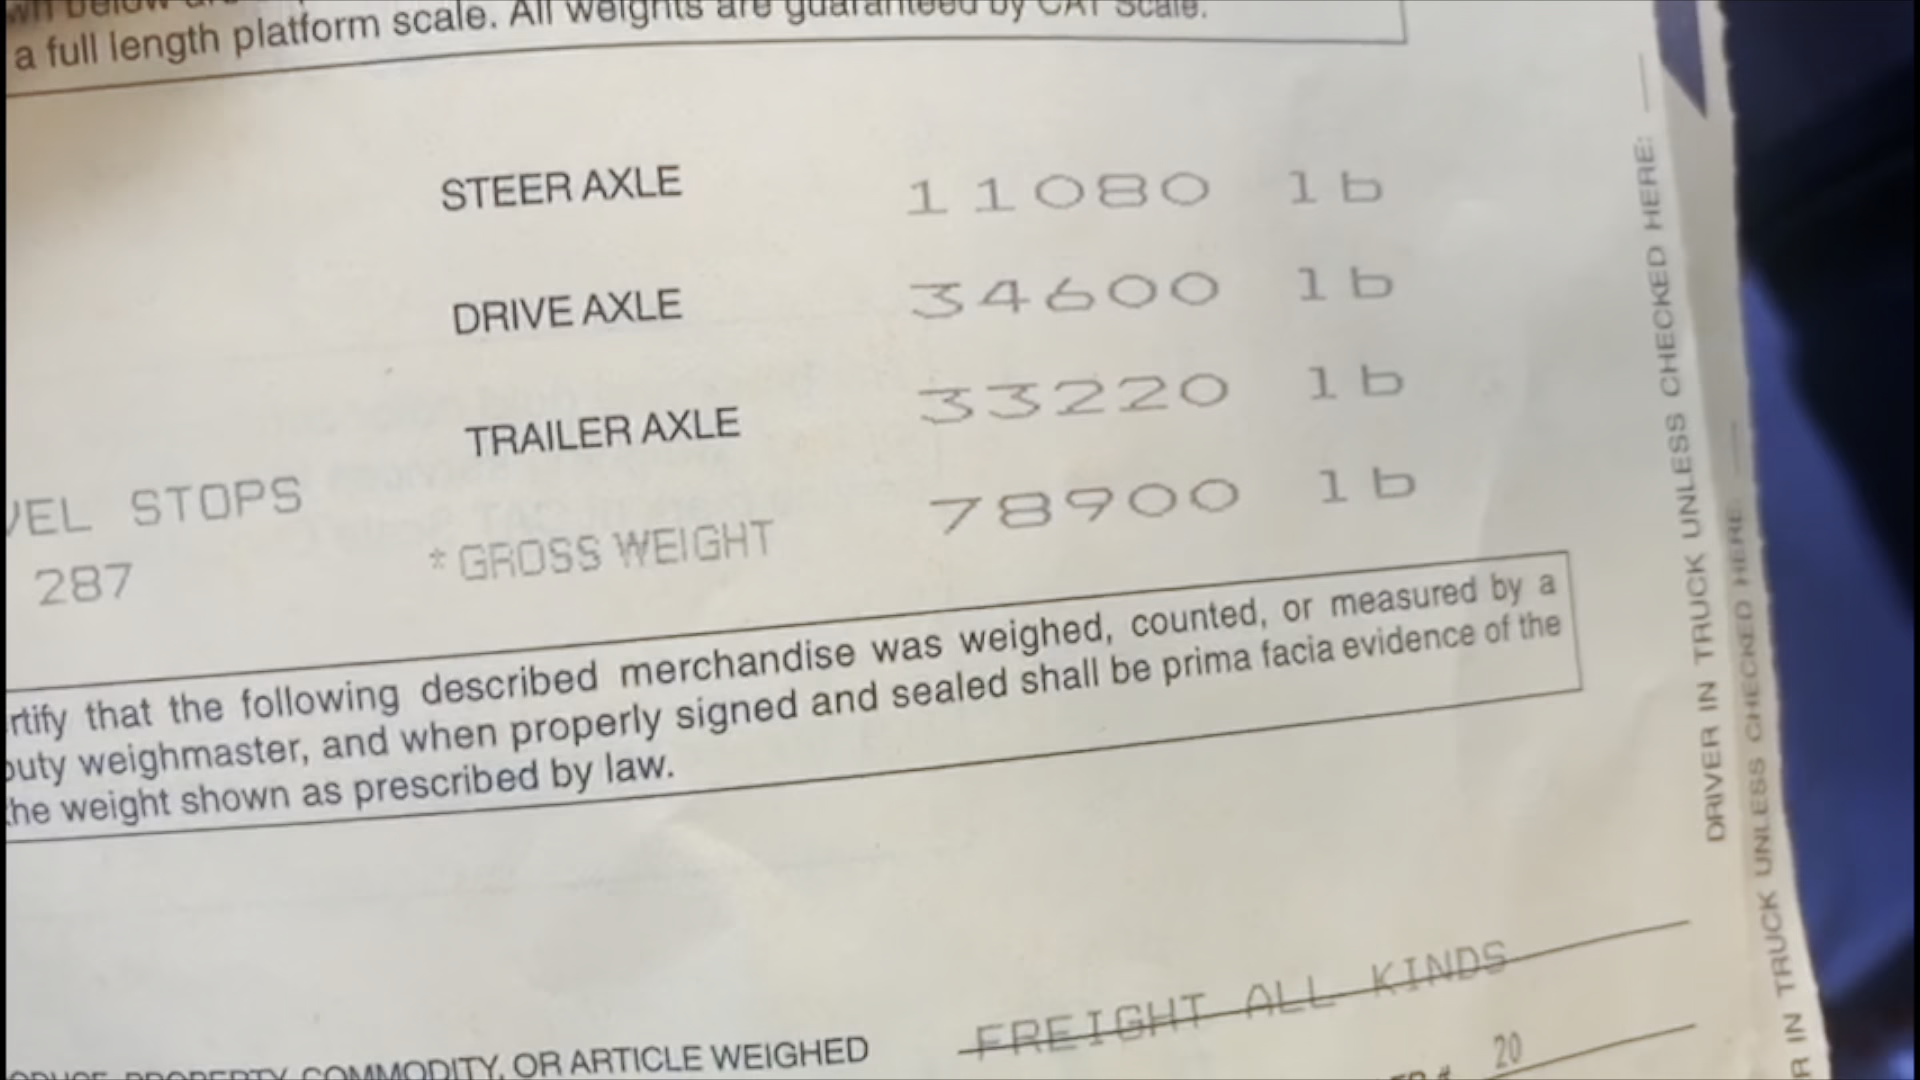 a full length platform scale. All weights are guaranteed by CAT Scale.
STEER AXLE 11080 lb
DRIVE AXLE 34600 lb
TRAILER AXLE 33220 lb
VEL STOPS
* GROSS WEIGHT 78900 lb
287
rtify that the following described merchandise was weighed, counted, or measured by a
puty weighmaster, and when properly signed and sealed shall be prima facia evidence of the
he weight shown as prescribed by law.
FREIGHT ALL KINDS
COMMODITY, OR ARTICLE WEIGHED
20
DRIVER IN TRUCK UNLESS CHECKED HERE:
R IN TRUCK UNLESS CHECKED HERE